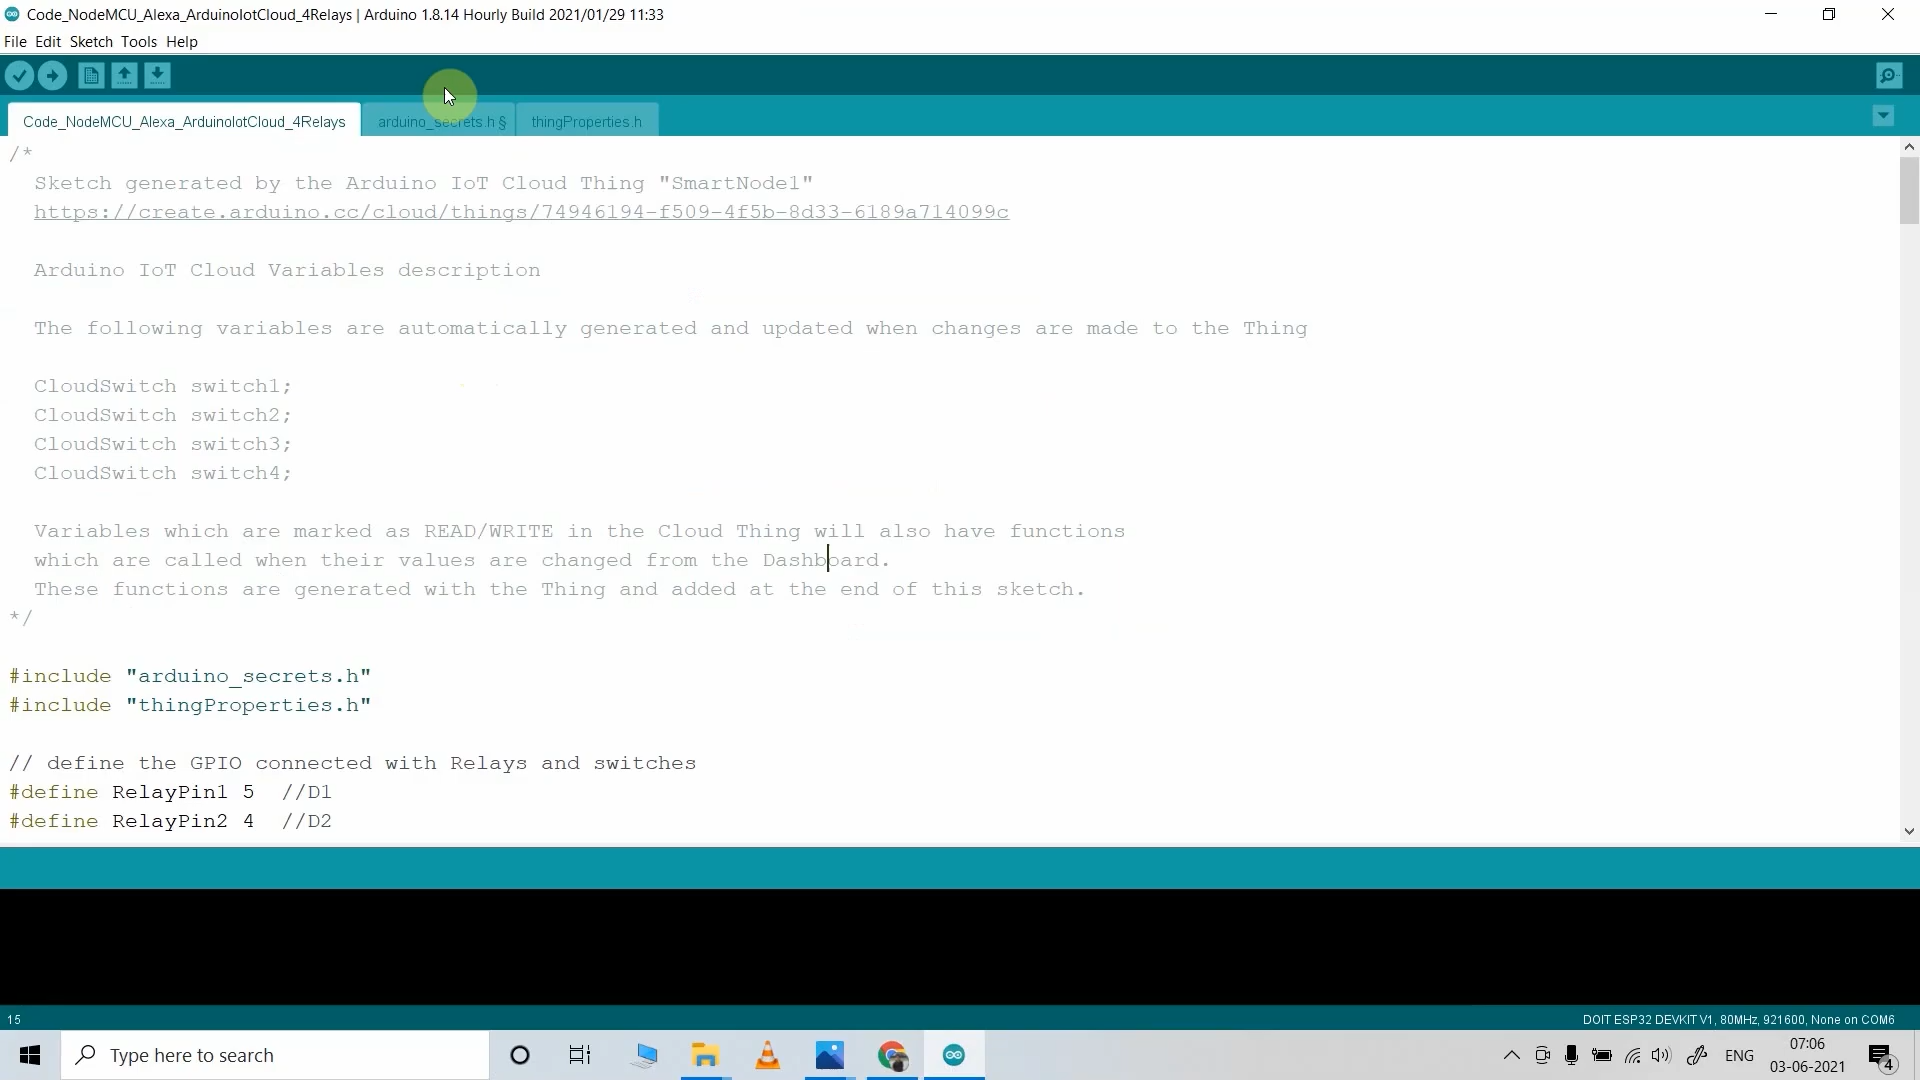 Code_NodeMCU_Alexa_ArduinoIotCloud_4Relays | Arduino 1.8.14 Hourly Build 2021/01/29 11:33
File Edit Sketch Tools Help
Code_NodeMCU_Alexa_ArduinoIotCloud_4Relays arduino_secrets.h § thingProperties.h
/*
Sketch generated by the Arduino IoT Cloud Thing "SmartNode1"
https://create.arduino.cc/cloud/things/74946194-f509-4f5b-8d33-6189a714099c
Arduino IoT Cloud Variables description
The following variables are automatically generated and updated when changes are made to the Thing
CloudSwitch switch1;
CloudSwitch switch2;
CloudSwitch switch3;
CloudSwitch switch4;
Variables which are marked as READ/WRITE in the Cloud Thing will also have functions
which are called when their values are changed from the Dashboard.
These functions are generated with the Thing and added at the end of this sketch.
*/
#include "arduino_secrets.h"
#include "thingProperties.h"
// define the GPIO connected with Relays and switches
#define RelayPin1 5  //D1
#define RelayPin2 4  //D2
15
DOIT ESP32 DEVKIT V1, 80MHz, 921600, None on COM6
Type here to search
ENG
07:06
03-06-2021
4